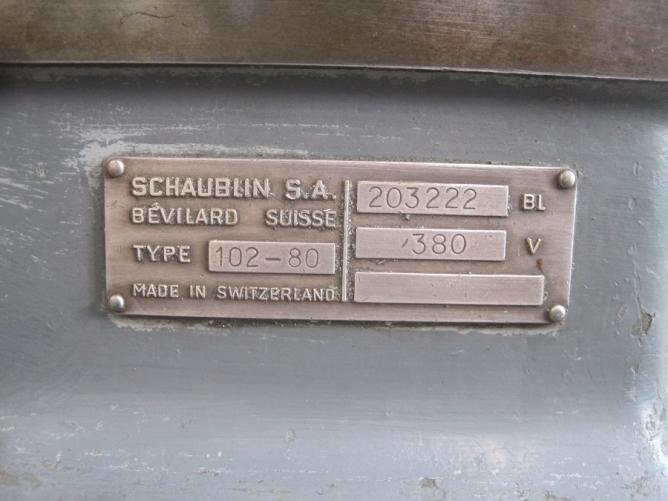 SCHAUBLIN S.A.
BÉVILARD SUISSE
TYPE 102-80
MADE IN SWITZERLAND
203222 BL
380 V